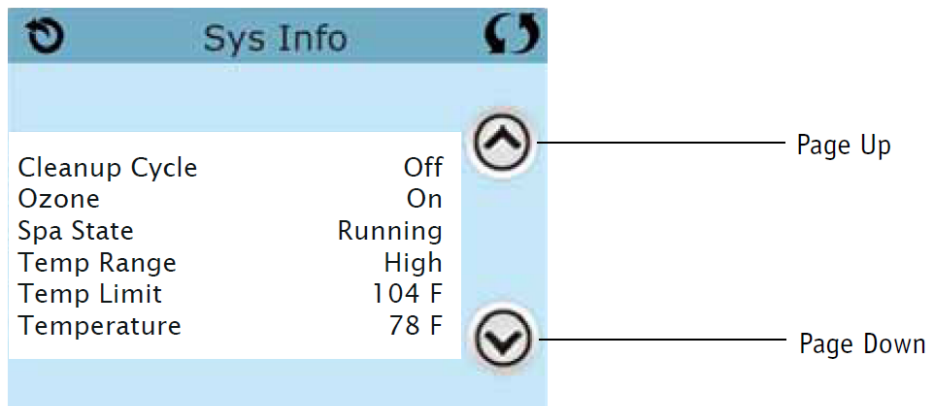 Sys Info
Page Up
Cleanup Cycle Off
Ozone On
Spa State Running
Temp Range High
Temp Limit 104 F
Temperature 78 F
Page Down